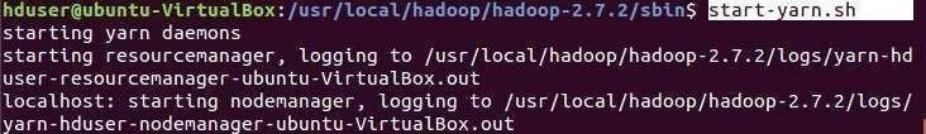 hduser@ubuntu-VirtualBox:/usr/local/hadoop/hadoop-2.7.2/sbin$ start-yarn.sh
starting yarn daemons
starting resourcemanager, logging to /usr/local/hadoop/hadoop-2.7.2/logs/yarn-hd
user-resourcemanager-ubuntu-VirtualBox.out
localhost: starting nodemanager, logging to /usr/local/hadoop/hadoop-2.7.2/logs/
yarn-hduser-nodemanager-ubuntu-VirtualBox.out